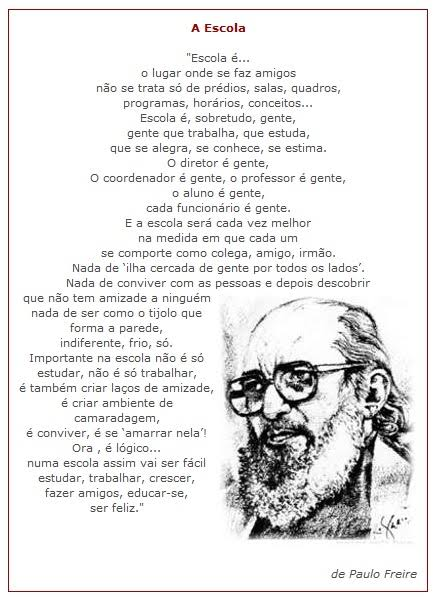 A Escola
"Escola é...
o lugar onde se faz amigos
não se trata só de prédios, salas, quadros,
programas, horários, conceitos...
Escola é, sobretudo, gente,
gente que trabalha, que estuda,
que se alegra, se conhece, se estima.
O diretor é gente,
O coordenador é gente, o professor é gente,
o aluno é gente,
cada funcionário é gente.
E a escola será cada vez melhor
na medida em que cada um
se comporte como colega, amigo, irmão.
Nada de ‘ilha cercada de gente por todos os lados’.
Nada de conviver com as pessoas e depois descobrir
que não tem amizade a ninguém
nada de ser como o tijolo que
forma a parede,
indiferente, frio, só.
Importante na escola não é só
estudar, não é só trabalhar,
é também criar laços de amizade,
é criar ambiente de
camaradagem,
é conviver, é se ‘amarrar nela’!
Ora , é lógico...
numa escola assim vai ser fácil
estudar, trabalhar, crescer,
fazer amigos, educar-se,
ser feliz."
de Paulo Freire